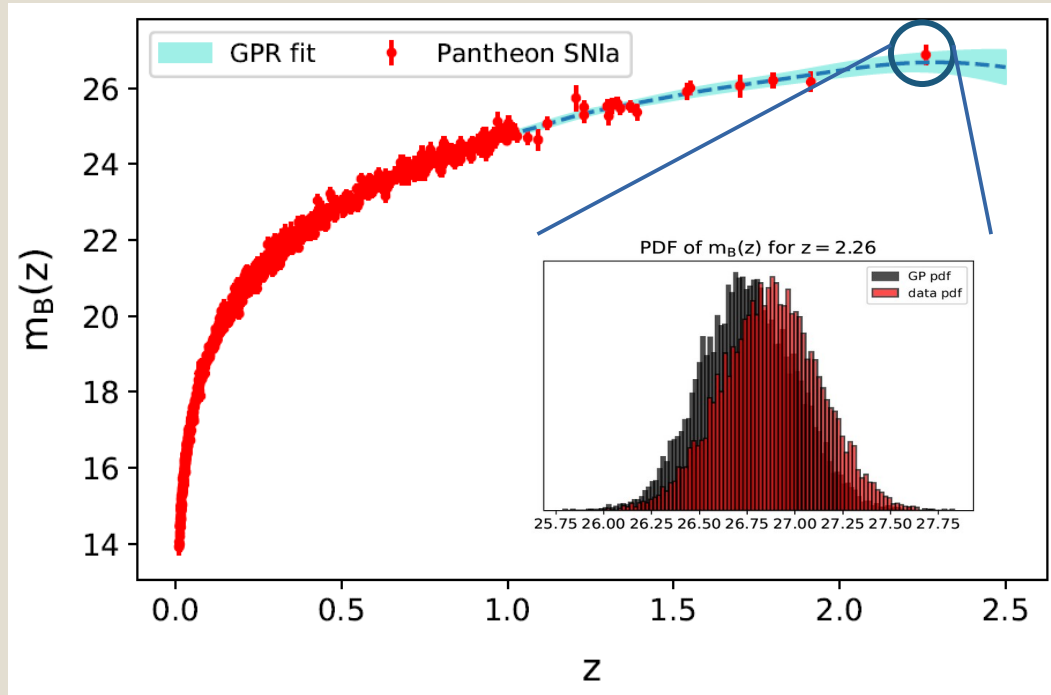 GPR fit
Pantheon SNIa
m_B(z)
26
24
22
20
18
16
14
PDF of m_B(z) for z = 2.26
GP pdf
data pdf
25.75 26.00 26.25 26.50 26.75 27.00 27.25 27.50 27.75
0.0 0.5 1.0 1.5 2.0 2.5
z